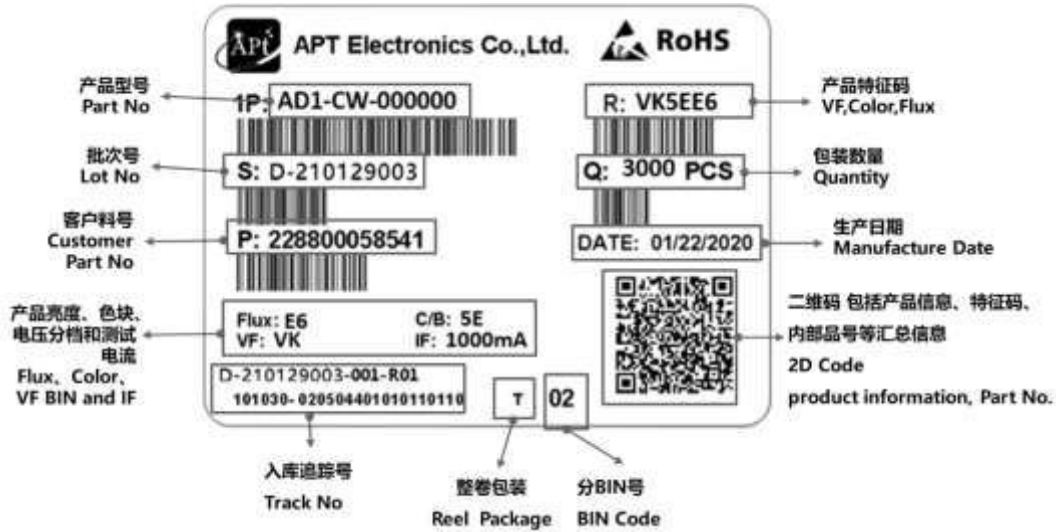 APT
APT Electronics Co.,Ltd.
RoHS
产品型号
Part No
1P: AD1-CW-000000
R: VK5EE6
产品特征码
VF,Color,Flux
批次号
Lot No
S: D-210129003
Q: 3000 PCS
包装数量
Quantity
客户料号
Customer
Part No
P: 228800058541
DATE: 01/22/2020
生产日期
Manufacture Date
产品亮度、色块、
电压分档和测试
电流
Flux、Color、
VF BIN and IF
Flux: E6
C/B: 5E
VF: VK
IF: 1000mA
二维码 包括产品信息、特征码、
内部品号等汇总信息
2D Code
product information, Part No.
D-210129003-001-R01
101030-020504401010110110
T
02
入库追踪号
Track No
整卷包装
Reel Package
分BIN号
BIN Code